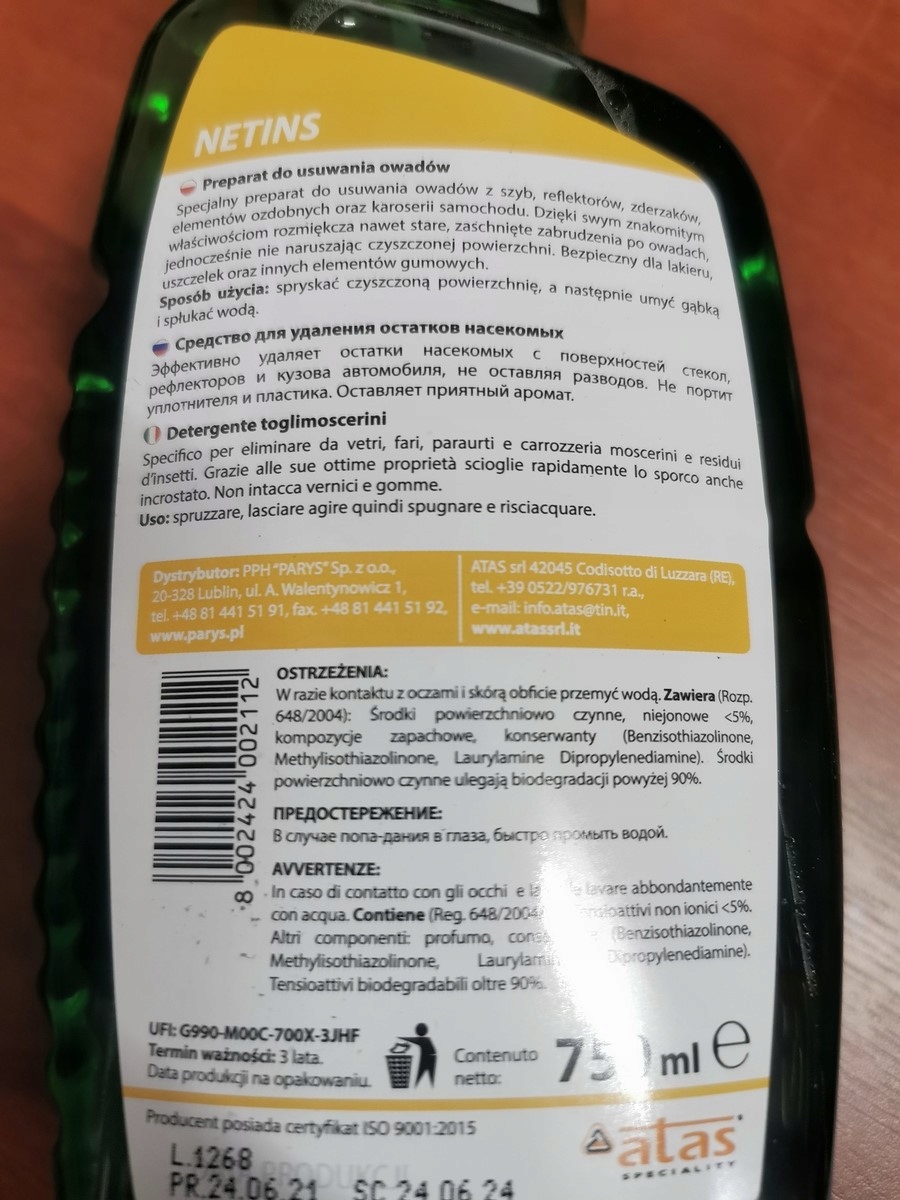 NETINS
Preparat do usuwania owadów
Specjalny preparat do usuwania owadów z szyb, reflektorów, zderzaków,
elementów ozdobnych oraz karoserii samochodu. Dzięki swym znakomitym
właściwościom rozmiękcza nawet stare, zaschnięte zabrudzenia po owadach,
jednocześnie nie naruszając czyszczonej powierzchni. Bezpieczny dla lakieru,
uszczelek oraz innych elementów gumowych.
Sposób użycia: spryskać czyszczoną powierzchnię, a następnie umyć gąbką
i spłukać wodą.
Средство для удаления остатков насекомых
Эффективно удаляет остатки насекомых с поверхностей стекол,
рефлекторов и кузова автомобиля, не оставляя разводов. Не портит
уплотнителя и пластика. Оставляет приятный аромат.
Detergente toglimoscerini
Specifico per eliminare da vetri, fari, paraurti e carrozzeria moscerini e residui
d'insetti. Grazie alle sue ottime proprietà scioglie rapidamente lo sporco anche
incrostato. Non intacca vernici e gomme.
Uso: spruzzare, lasciare agire quindi spugnare e risciacquare.
Dystrybutor: PPH "PARYS" Sp. z o.o.,
20-328 Lublin, ul. A. Walentynowicz 1,
tel. +48 81 441 51 91, fax. +48 81 441 51 92,
www.parys.pl
ATAS srl 42045 Codisotto di Luzzara (RE),
tel. +39 0522/976731 r.a.,
e-mail: info.atas@tin.it,
www.atassrl.it
8 002424 002112
OSTRZEŻENIA:
W razie kontaktu z oczami i skórą obficie przemyć wodą. Zawiera (Rozp.
648/2004): Środki powierzchniowo czynne, niejonowe <5%,
kompozycje zapachowe, konserwanty (Benzisothiazolinone,
Methylisothiazolinone, Laurylamine Dipropylenediamine). Środki
powierzchniowo czynne ulegają biodegradacji powyżej 90%.
ПРЕДОСТЕРЕЖЕНИЕ:
В случае попа-дания в глаза, быстро промыть водой.
AVVERTENZE:
In caso di contatto con gli occhi e la lavare abbondantemente
con acqua. Contiene (Reg. 648/2004 non ionici <5%.
Altri componenti: profumo, (Benzisothiazolinone,
Methylisothiazolinone, Dipropylenediamine).
Tensioattivi biodegradabili oltre 90%.
UFI: G990-M00C-700X-3JHF
Termin ważności: 3 lata.
Data produkcji na opakowaniu.
Contenuto
netto:
750 ml e
Producent posiada certyfikat ISO 9001:2015
L.1268
PRODUKCJI
PR.24.06.21 SC 24 06 24
atas
SPECIALITY